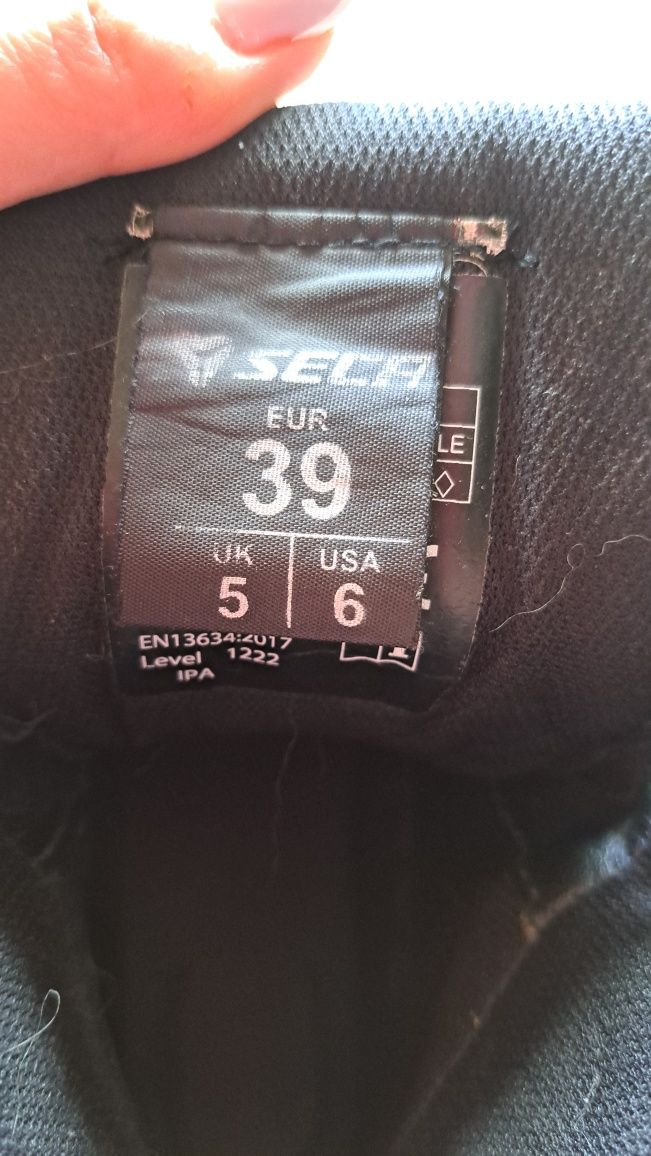 SECA
EUR
39
UK
USA
5
6
LE
EN13634:2017
Level 1222
IPA